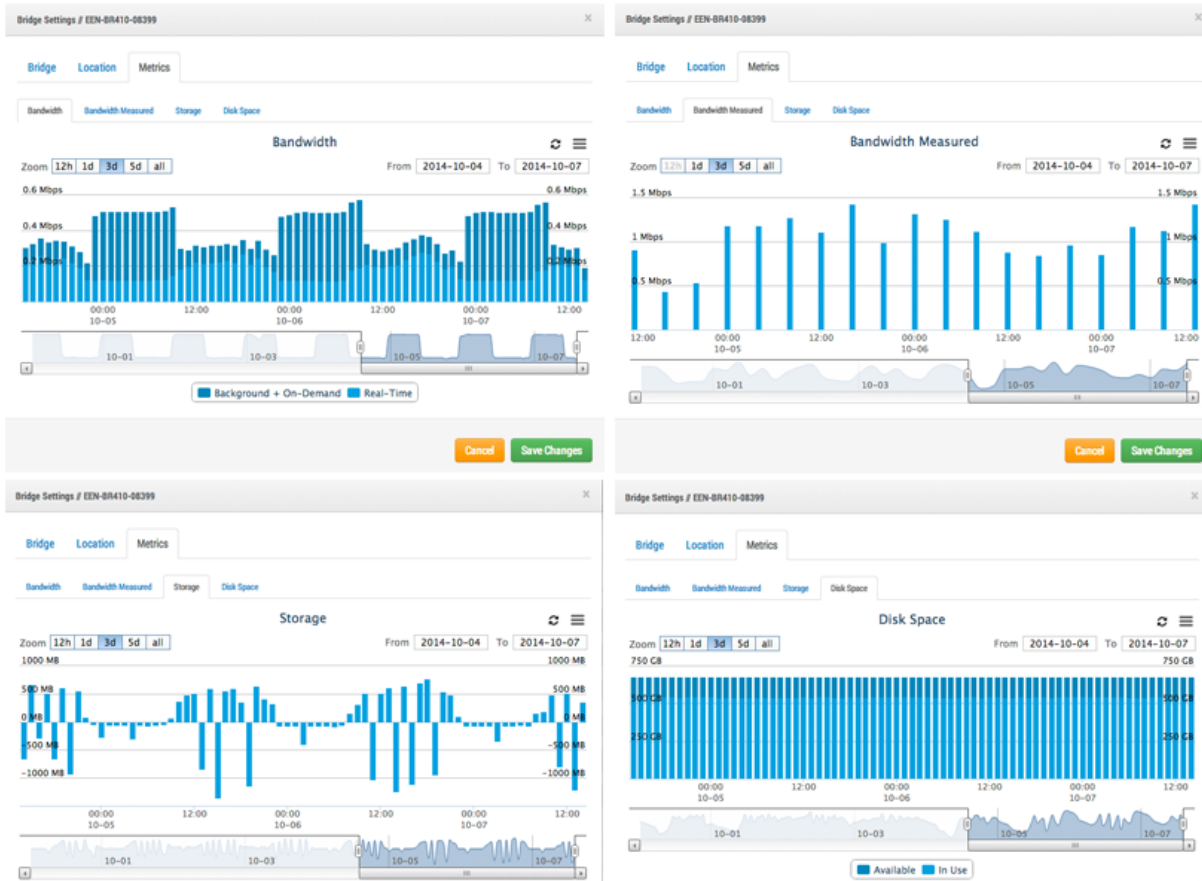 Bridge Settings // EEN-BR410-08399 ×
Bridge Location Metrics
Bandwidth Bandwidth Measured Storage Disk Space
Bandwidth
Zoom 12h 1d 3d 5d all From 2014-10-04 To 2014-10-07
0.6 Mbps 0.6 Mbps
0.4 Mbps 0.4 Mbps
0.2 Mbps 0.2 Mbps
00:00 12:00 00:00 12:00 00:00 12:00
10-05 10-06 10-07
10-01 10-03 10-05 10-07
Background + On-Demand Real-Time
Cancel Save Changes
Bridge Settings // EEN-BR410-08399 ×
Bridge Location Metrics
Bandwidth Bandwidth Measured Storage Disk Space
Bandwidth Measured
Zoom 12h 1d 3d 5d all From 2014-10-04 To 2014-10-07
1.5 Mbps 1.5 Mbps
1 Mbps 1 Mbps
0.5 Mbps 0.5 Mbps
12:00 00:00 12:00 00:00 12:00 00:00 12:00
10-05 10-06 10-07
10-01 10-03 10-05 10-07
Cancel Save Changes
Bridge Settings // EEN-BR410-08399 ×
Bridge Location Metrics
Bandwidth Bandwidth Measured Storage Disk Space
Storage
Zoom 12h 1d 3d 5d all From 2014-10-04 To 2014-10-07
1000 MB 1000 MB
500 MB 500 MB
0 MB 0 MB
-500 MB -500 MB
-1000 MB -1000 MB
00:00 12:00 00:00 12:00 00:00 12:00
10-05 10-06 10-07
10-01 10-03 10-05 10-07
Bridge Settings // EEN-BR410-08399 ×
Bridge Location Metrics
Bandwidth Bandwidth Measured Storage Disk Space
Disk Space
Zoom 12h 1d 3d 5d all From 2014-10-04 To 2014-10-07
750 GB 750 GB
500 GB 500 GB
250 GB 250 GB
00:00 12:00 00:00 12:00 00:00 12:00
10-05 10-06 10-07
10-01 10-03 10-05 10-07
Available In Use